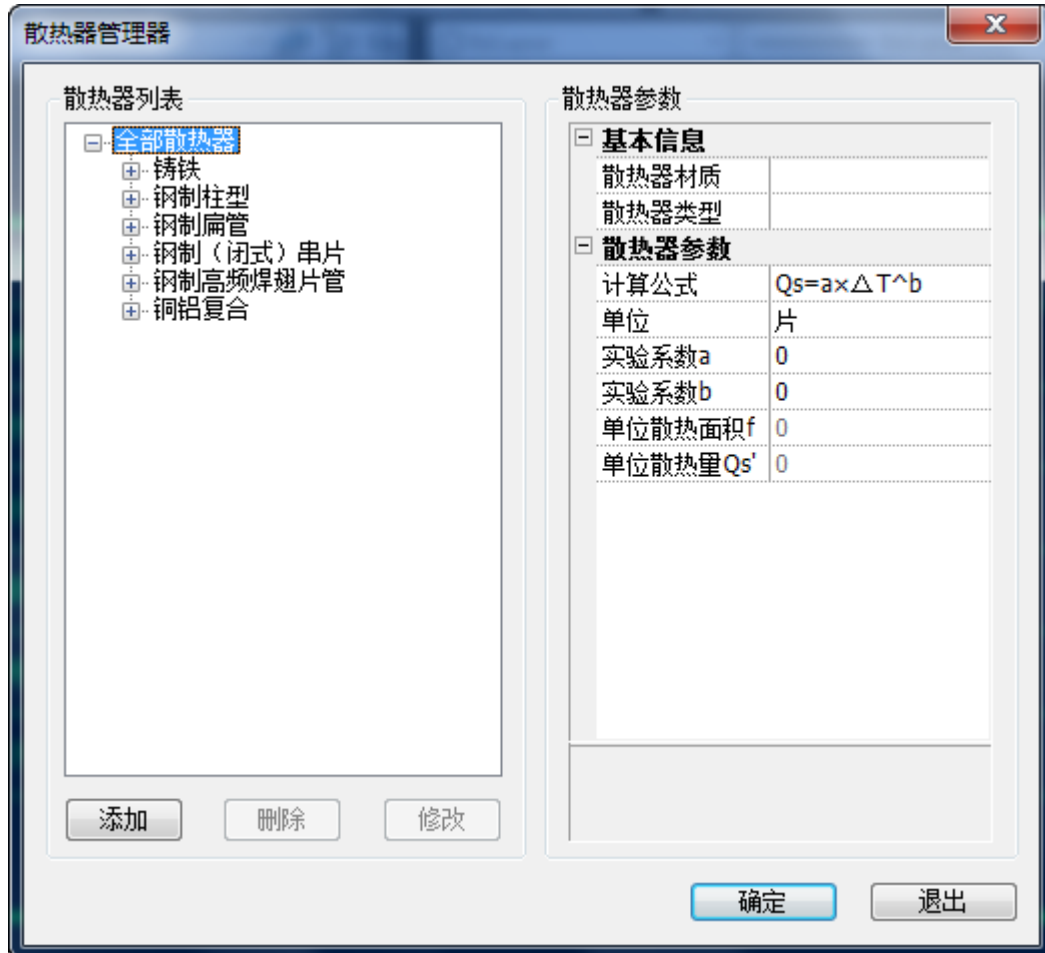 散热器管理器
散热器列表
全部散热器
铸铁
钢制柱型
钢制扁管
钢制（闭式）串片
钢制高频焊翅片管
铜铝复合
添加
删除
修改
散热器参数
基本信息
散热器材质
散热器类型
散热器参数
计算公式 Qs=a×△T^b
单位 片
实验系数a 0
实验系数b 0
单位散热面积f 0
单位散热量Qs' 0
确定
退出